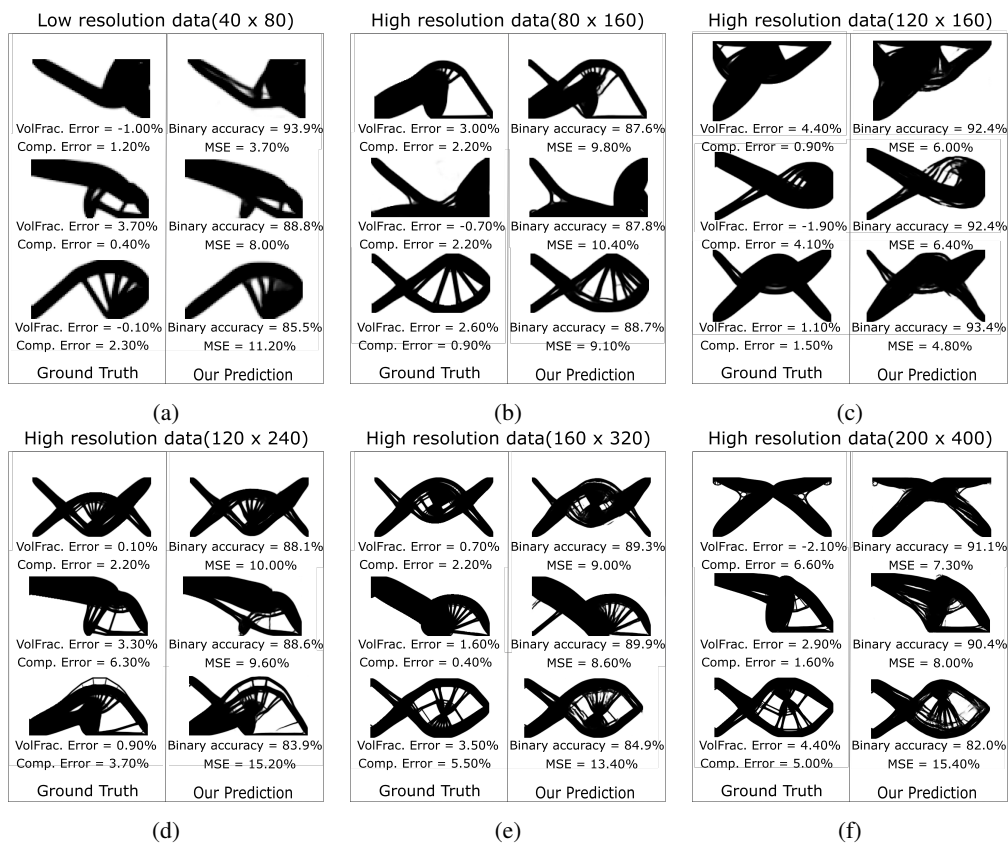 Low resolution data(40 x 80)
VolFrac. Error = -1.00% Binary accuracy = 93.9%
Comp. Error = 1.20% MSE = 3.70%
VolFrac. Error = 3.70% Binary accuracy = 88.8%
Comp. Error = 0.40% MSE = 8.00%
VolFrac. Error = -0.10% Binary accuracy = 85.5%
Comp. Error = 2.30% MSE = 11.20%
Ground Truth Our Prediction
(a)
High resolution data(80 x 160)
VolFrac. Error = 3.00% Binary accuracy = 87.6%
Comp. Error = 2.20% MSE = 9.80%
VolFrac. Error = -0.70% Binary accuracy = 87.8%
Comp. Error = 2.20% MSE = 10.40%
VolFrac. Error = 2.60% Binary accuracy = 88.7%
Comp. Error = 0.90% MSE = 9.10%
Ground Truth Our Prediction
(b)
High resolution data(120 x 160)
VolFrac. Error = 4.40% Binary accuracy = 92.4%
Comp. Error = 0.90% MSE = 6.00%
VolFrac. Error = -1.90% Binary accuracy = 92.4%
Comp. Error = 4.10% MSE = 6.40%
VolFrac. Error = 1.10% Binary accuracy = 93.4%
Comp. Error = 1.50% MSE = 4.80%
Ground Truth Our Prediction
(c)
High resolution data(120 x 240)
VolFrac. Error = 0.10% Binary accuracy = 88.1%
Comp. Error = 2.20% MSE = 10.00%
VolFrac. Error = 3.30% Binary accuracy = 88.6%
Comp. Error = 6.30% MSE = 9.60%
VolFrac. Error = 0.90% Binary accuracy = 83.9%
Comp. Error = 3.70% MSE = 15.20%
Ground Truth Our Prediction
(d)
High resolution data(160 x 320)
VolFrac. Error = 0.70% Binary accuracy = 89.3%
Comp. Error = 2.20% MSE = 9.00%
VolFrac. Error = 1.60% Binary accuracy = 89.9%
Comp. Error = 0.40% MSE = 8.60%
VolFrac. Error = 3.50% Binary accuracy = 84.9%
Comp. Error = 5.50% MSE = 13.40%
Ground Truth Our Prediction
(e)
High resolution data(200 x 400)
VolFrac. Error = -2.10% Binary accuracy = 91.1%
Comp. Error = 6.60% MSE = 7.30%
VolFrac. Error = 2.90% Binary accuracy = 90.4%
Comp. Error = 1.60% MSE = 8.00%
VolFrac. Error = 4.40% Binary accuracy = 82.0%
Comp. Error = 5.00% MSE = 15.40%
Ground Truth Our Prediction
(f)